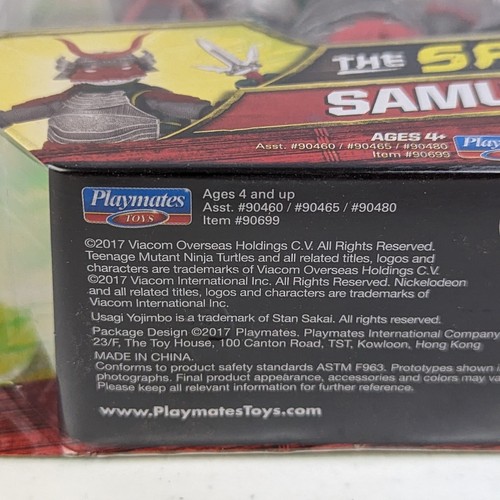 THE
SAMU
AGES 4+
Asst. #90460 / #90465 / #90480
Item #90699
Playmates
TOYS
Ages 4 and up
Asst. #90460 / #90465 / #90480
Item #90699
©2017 Viacom Overseas Holdings C.V. All Rights Reserved.
Teenage Mutant Ninja Turtles and all related titles, logos and
characters are trademarks of Viacom Overseas Holdings C.V.
©2017 Viacom International Inc. All Rights Reserved. Nickelodeon
and all related titles, logos and characters are trademarks of
Viacom International Inc.
Usagi Yojimbo is a trademark of Stan Sakai. All rights reserved.
Package Design ©2017 Playmates. Playmates International Company
23/F, The Toy House, 100 Canton Road, TST, Kowloon, Hong Kong
MADE IN CHINA.
Conforms to product safety standards ASTM F963. Prototypes shown i
photographs. Final product appearance, accessories and colors may va
Please keep all relevant information for further reference.
www.PlaymatesToys.com